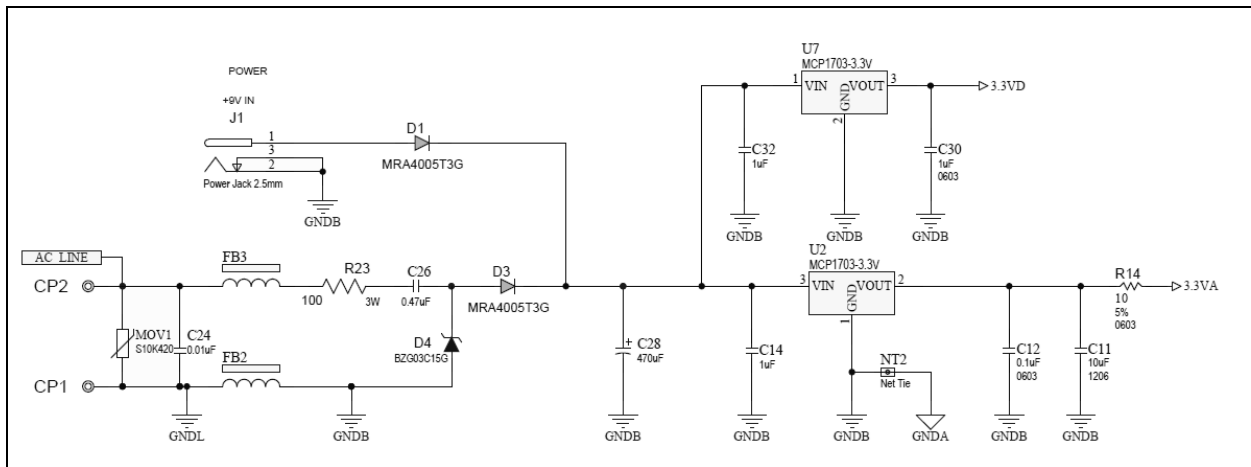 POWER
+9V IN
J1
1
3
2
Power Jack 2.5mm
GNDB
D1
MRA4005T3G
U7
MCP1703-3.3V
1
VIN
GND
VOUT
3
2
3.3VD
C32
1uF
GNDB
GNDB
C30
1uF
0603
GNDB
AC LINE
CP2
FB3
R23
100
3W
C26
0.47uF
D3
MRA4005T3G
MOV1
S10K420
C24
0.01uF
D4
BZG03C15G
FB2
CP1
GNDL
GNDB
C28
470uF
GNDB
C14
1uF
GNDB
U2
MCP1703-3.3V
3
VIN
GND
VOUT
2
1
NT2
Net Tie
GNDB
GNDA
C12
0.1uF
0603
GNDB
C11
10uF
1206
GNDB
R14
10
5%
0603
3.3VA